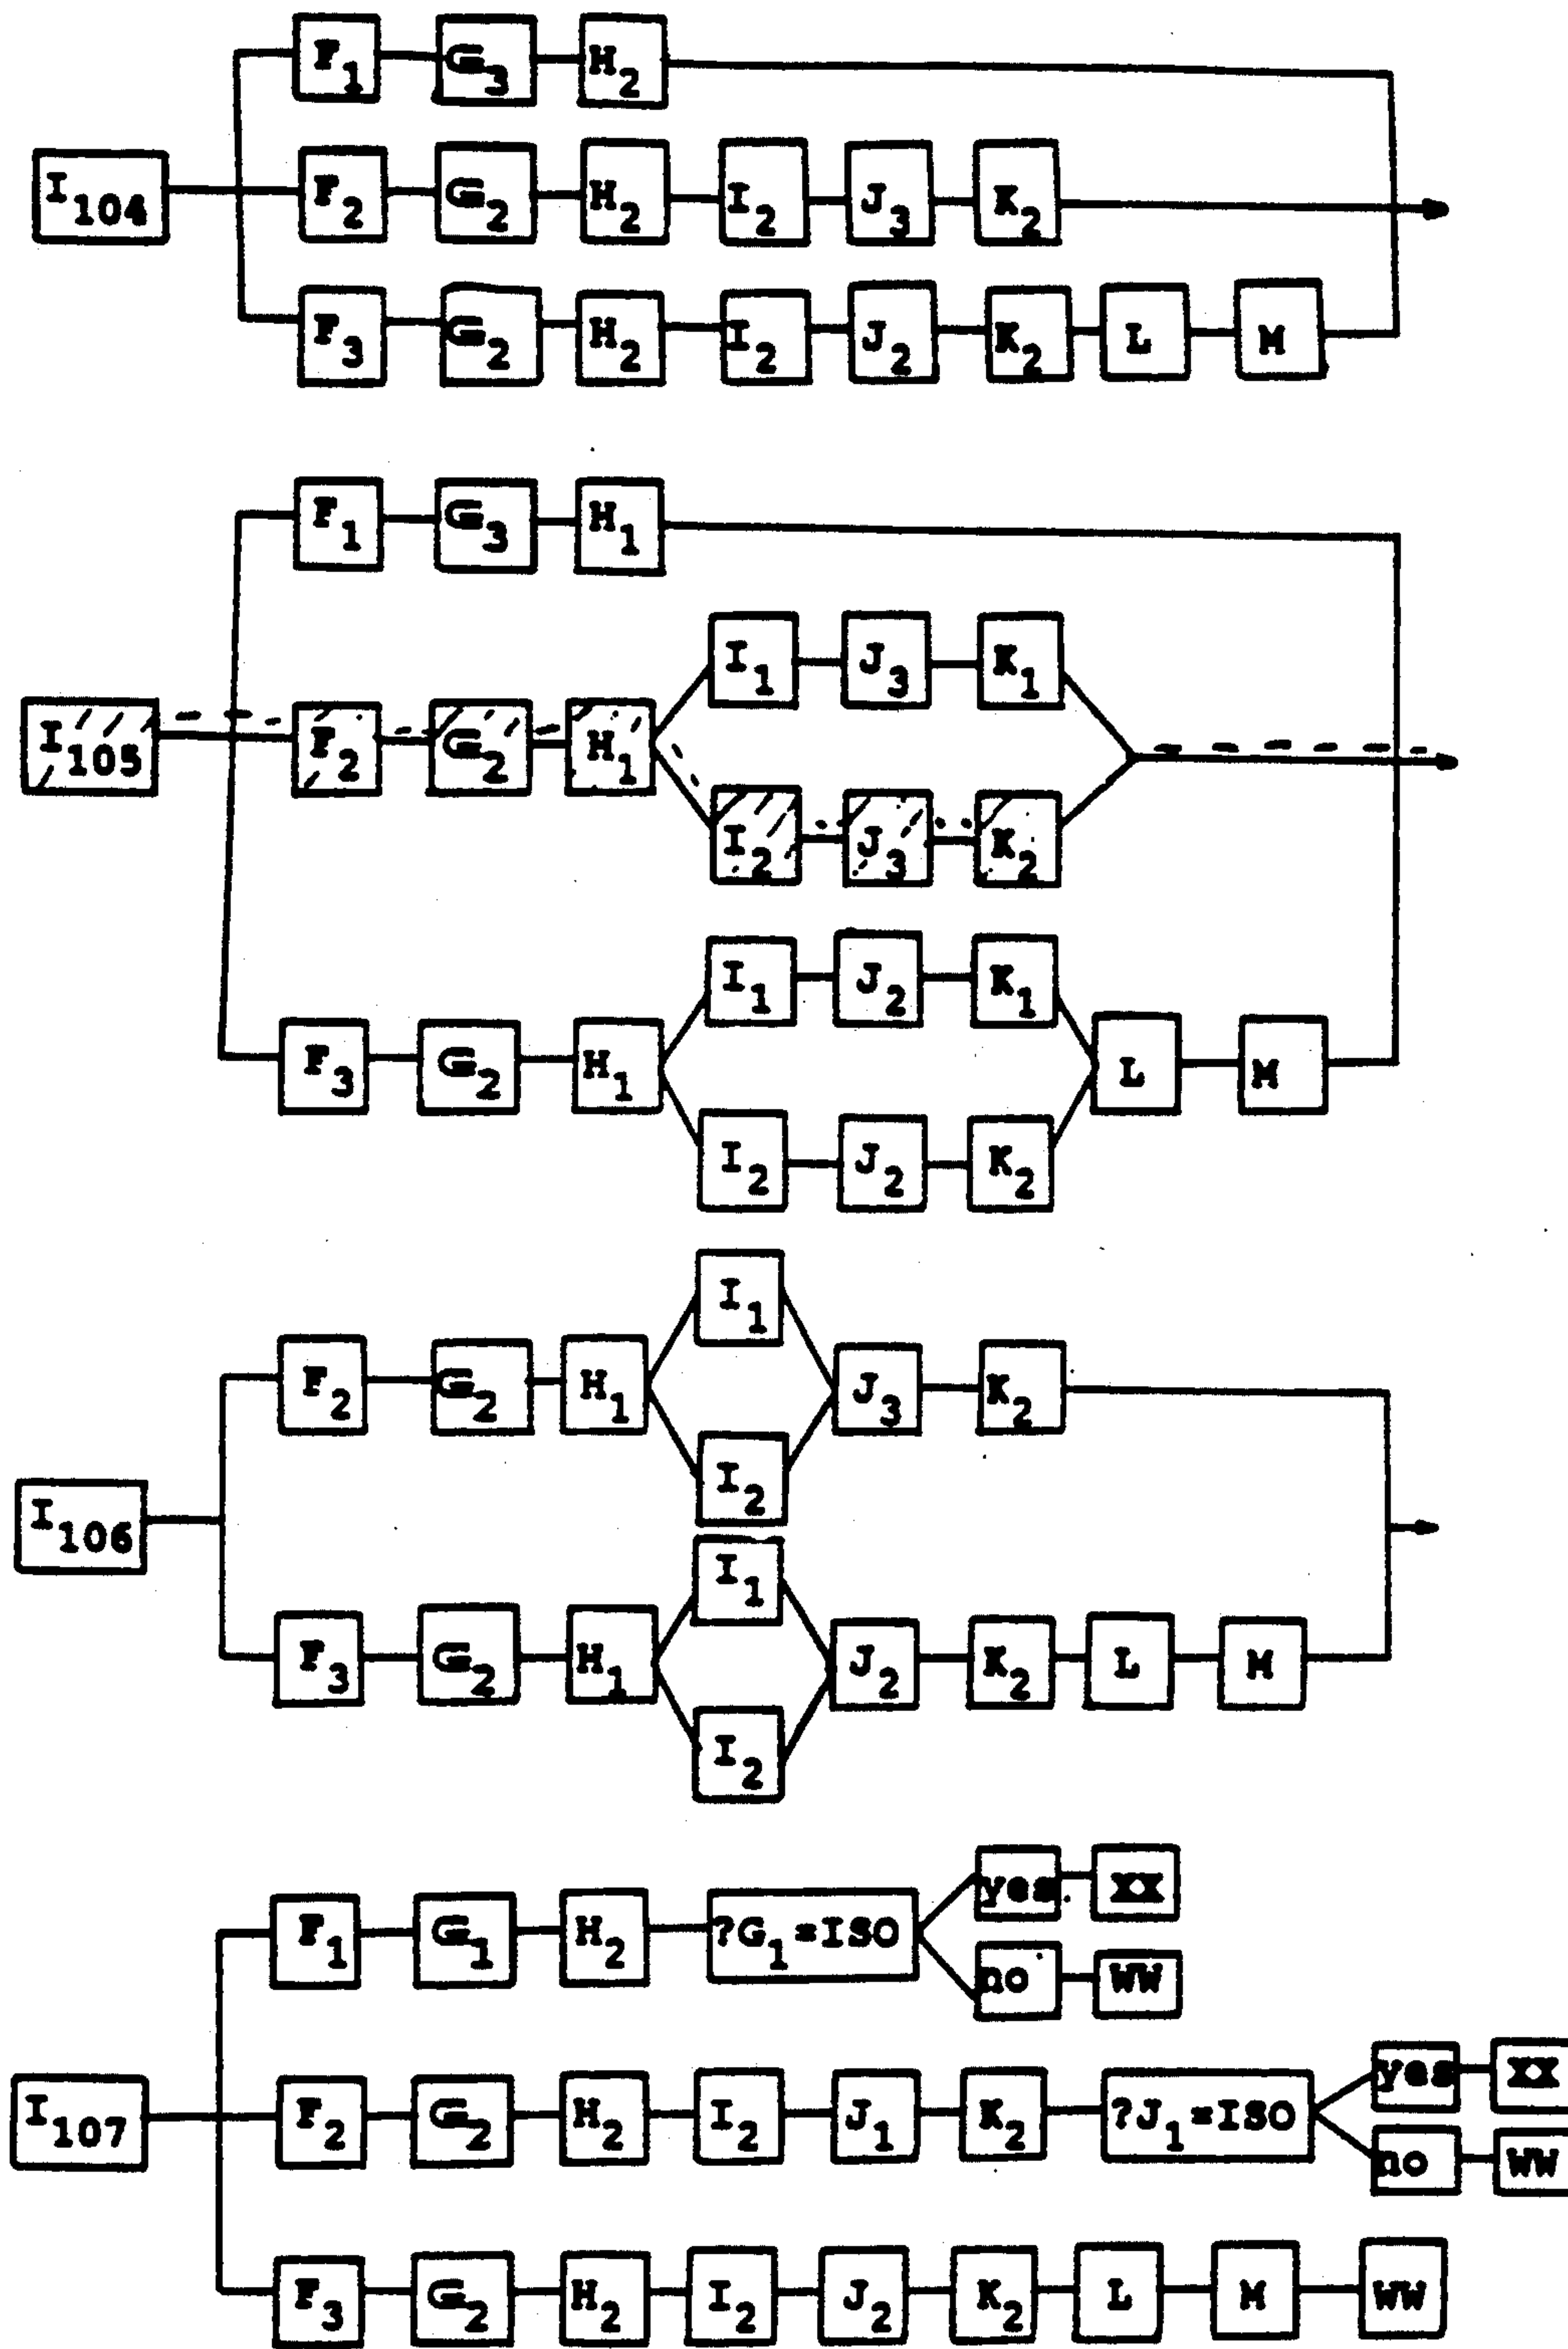 F1 G3 H2
I104 F2 G2 H2 I2 J3 K2
F3 G2 H2 I2 J2 K2 L M
F1 G3 H1
I1 J3 K1
I105 F2 G2 H1
I2 J3 K2
I1 J2 K1
F3 G2 H1 L M
I2 J2 K2
I1
F2 G2 H1 J3 K2
I2
I106
I1
F3 G2 H1 J2 K2 L M
I2
yes XX
F1 G1 H2 ?G1=ISO
no WW
yes XX
I107 F2 G2 H2 I2 J1 K2 ?J1=ISO
no WW
F3 G2 H2 I2 J2 K2 L M WW